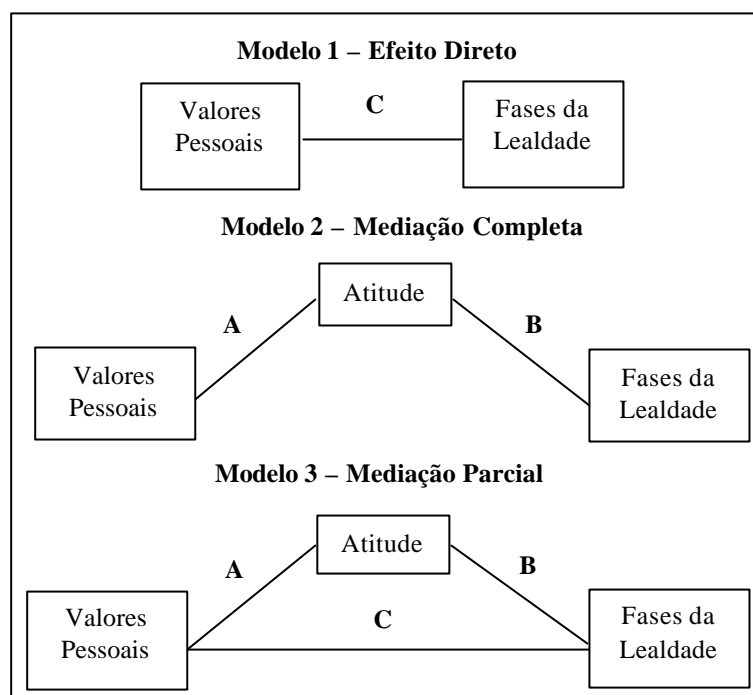 Modelo 1 – Efeito Direto
Valores
Pessoais
C
Fases da
Lealdade
Modelo 2 – Mediação Completa
Atitude
A
B
Valores
Pessoais
Fases da
Lealdade
Modelo 3 – Mediação Parcial
Atitude
A
B
C
Valores
Pessoais
Fases da
Lealdade